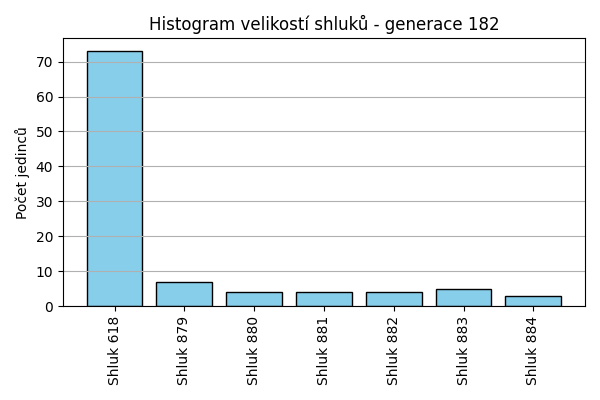 Histogram velikostí shluků - generace 182
Počet jedinců
70
60
50
40
30
20
10
0
Shluk 618
Shluk 879
Shluk 880
Shluk 881
Shluk 882
Shluk 883
Shluk 884